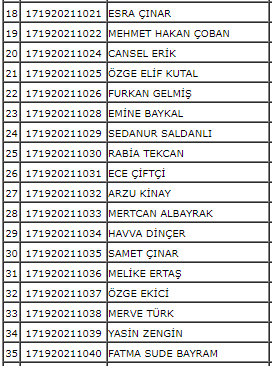 18 171920211021 ESRA ÇINAR
19 171920211022 MEHMET HAKAN ÇOBAN
20 171920211024 CANSEL ERİK
21 171920211025 ÖZGE ELİF KUTAL
22 171920211026 FURKAN GELMİŞ
23 171920211028 EMİNE BAYKAL
24 171920211029 SEDANUR SALDANLI
25 171920211030 RABİA TEKCAN
26 171920211031 ECE ÇİFTÇİ
27 171920211032 ARZU KİNAY
28 171920211033 MERTCAN ALBAYRAK
29 171920211034 HAVVA DİNÇER
30 171920211035 SAMET ÇINAR
31 171920211036 MELİKE ERTAŞ
32 171920211037 ÖZGE EKİCİ
33 171920211038 MERVE TÜRK
34 171920211039 YASİN ZENGİN
35 171920211040 FATMA SUDE BAYRAM